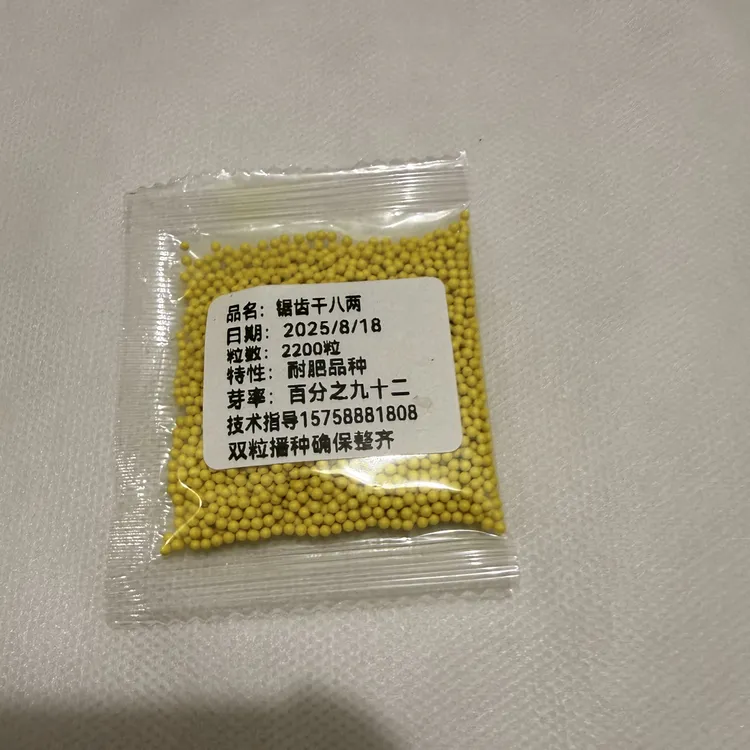 品名：锯齿干八两
日期：2025/8/18
粒数：2200粒
特性：耐肥品种
芽率：百分之九十二
技术指导15758881808
双粒播种确保整齐